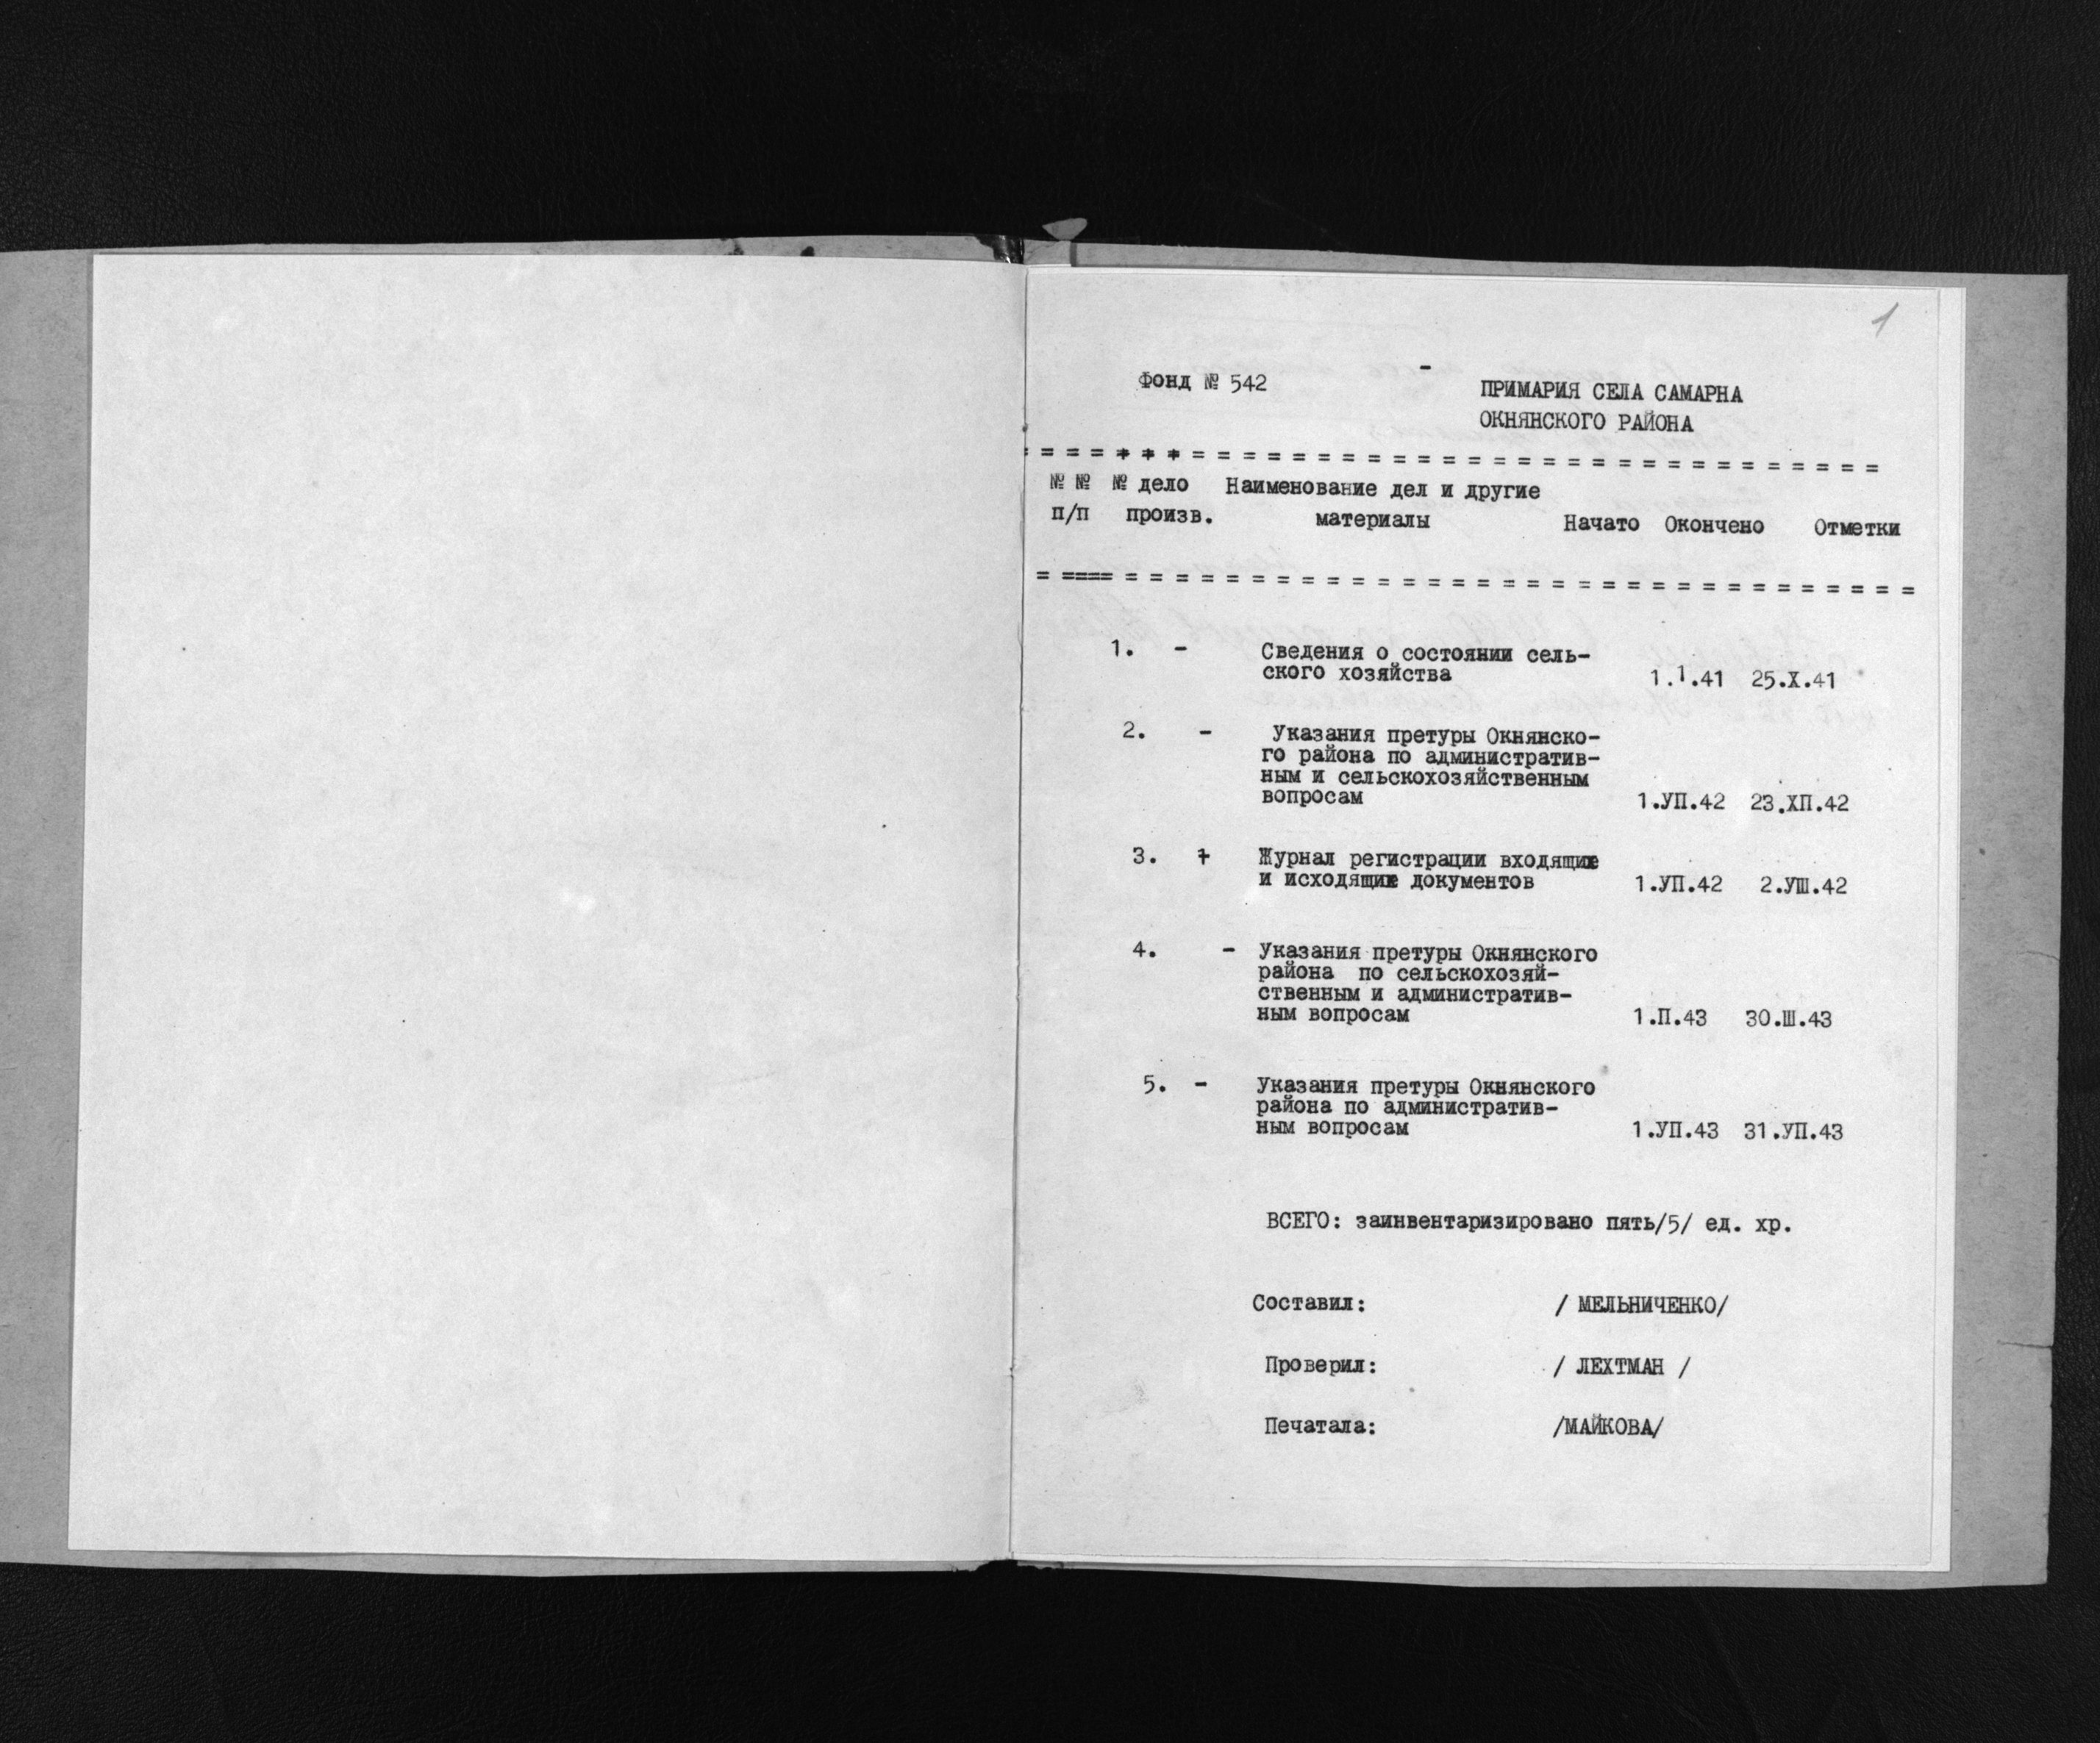 1
Фонд № 542
ПРИМАРИЯ СЕЛА САМАРНА
ОКНЯНСКОГО РАЙОНА
= = = = + + + = = = = = = = = = = = = = = = = = = = = = = = = = = = =
№ № № дело Наименование дел и другие
п/п произв. материалы Начато Окончено Отметки
= ==== = = = = = = = = = = = = = = = = = = = = = = = = = = = = = = = =
1. - Сведения о состоянии сель-
ского хозяйства 1.1.41 25.X.41
2. - Указания претуры Окнянско-
го района по административ-
ным и сельскохозяйственным
вопросам 1.УП.42 23.ХП.42
3. + Журнал регистрации входящие
и исходящие документов 1.УП.42 2.УШ.42
4. - Указания претуры Окнянского
района по сельскохозяй-
ственным и административ-
ным вопросам 1.П.43 30.Ш.43
5. - Указания претуры Окнянского
района по административ-
ным вопросам 1.УП.43 31.УП.43
ВСЕГО: заинвентаризировано пять/5/ ед. хр.
Составил: / МЕЛЬНИЧЕНКО/
Проверил: / ЛЕХТМАН /
Печатала: /МАЙКОВА/